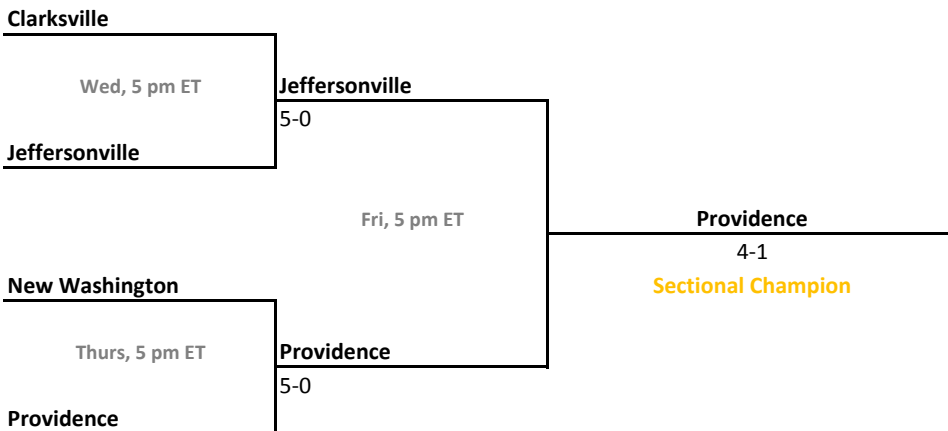 Clarksville
Wed, 5 pm ET
Jeffersonville
5-0
Jeffersonville
Fri, 5 pm ET
Providence
4-1
Sectional Champion
New Washington
Thurs, 5 pm ET
Providence
5-0
Providence